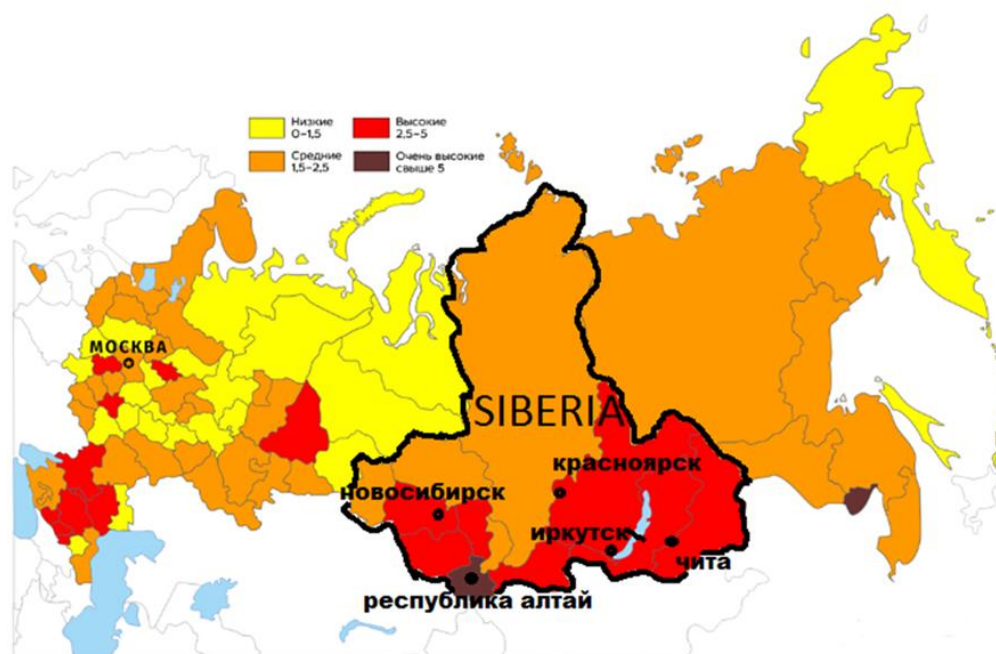 Низкие
0–1,5
Высокие
2,5–5
Средние
1,5–2,5
Очень высокие
свыше 5
МОСКВА
SIBERIA
красноярск
новосибирск
иркутск
чита
республика алтай